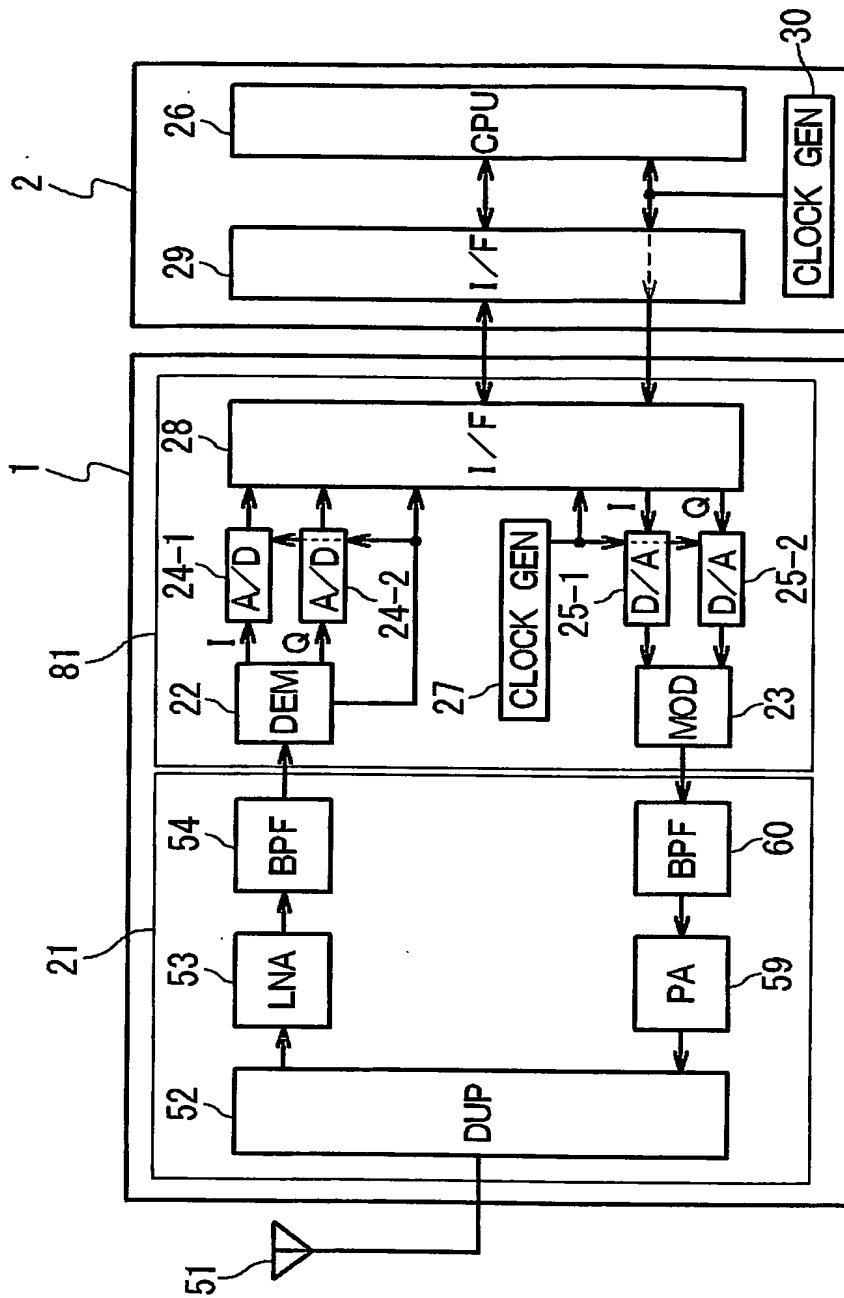 1
2
21
81
52
53
54
22
24-1
28
29
26
DUP
LNA
BPF
DEM
I
Q
A/D
A/D
24-2
I/F
I/F
CPU
51
27
CLOCK GEN
25-1
I
Q
D/A
D/A
25-2
PA
BPF
MOD
59
60
23
CLOCK GEN
30